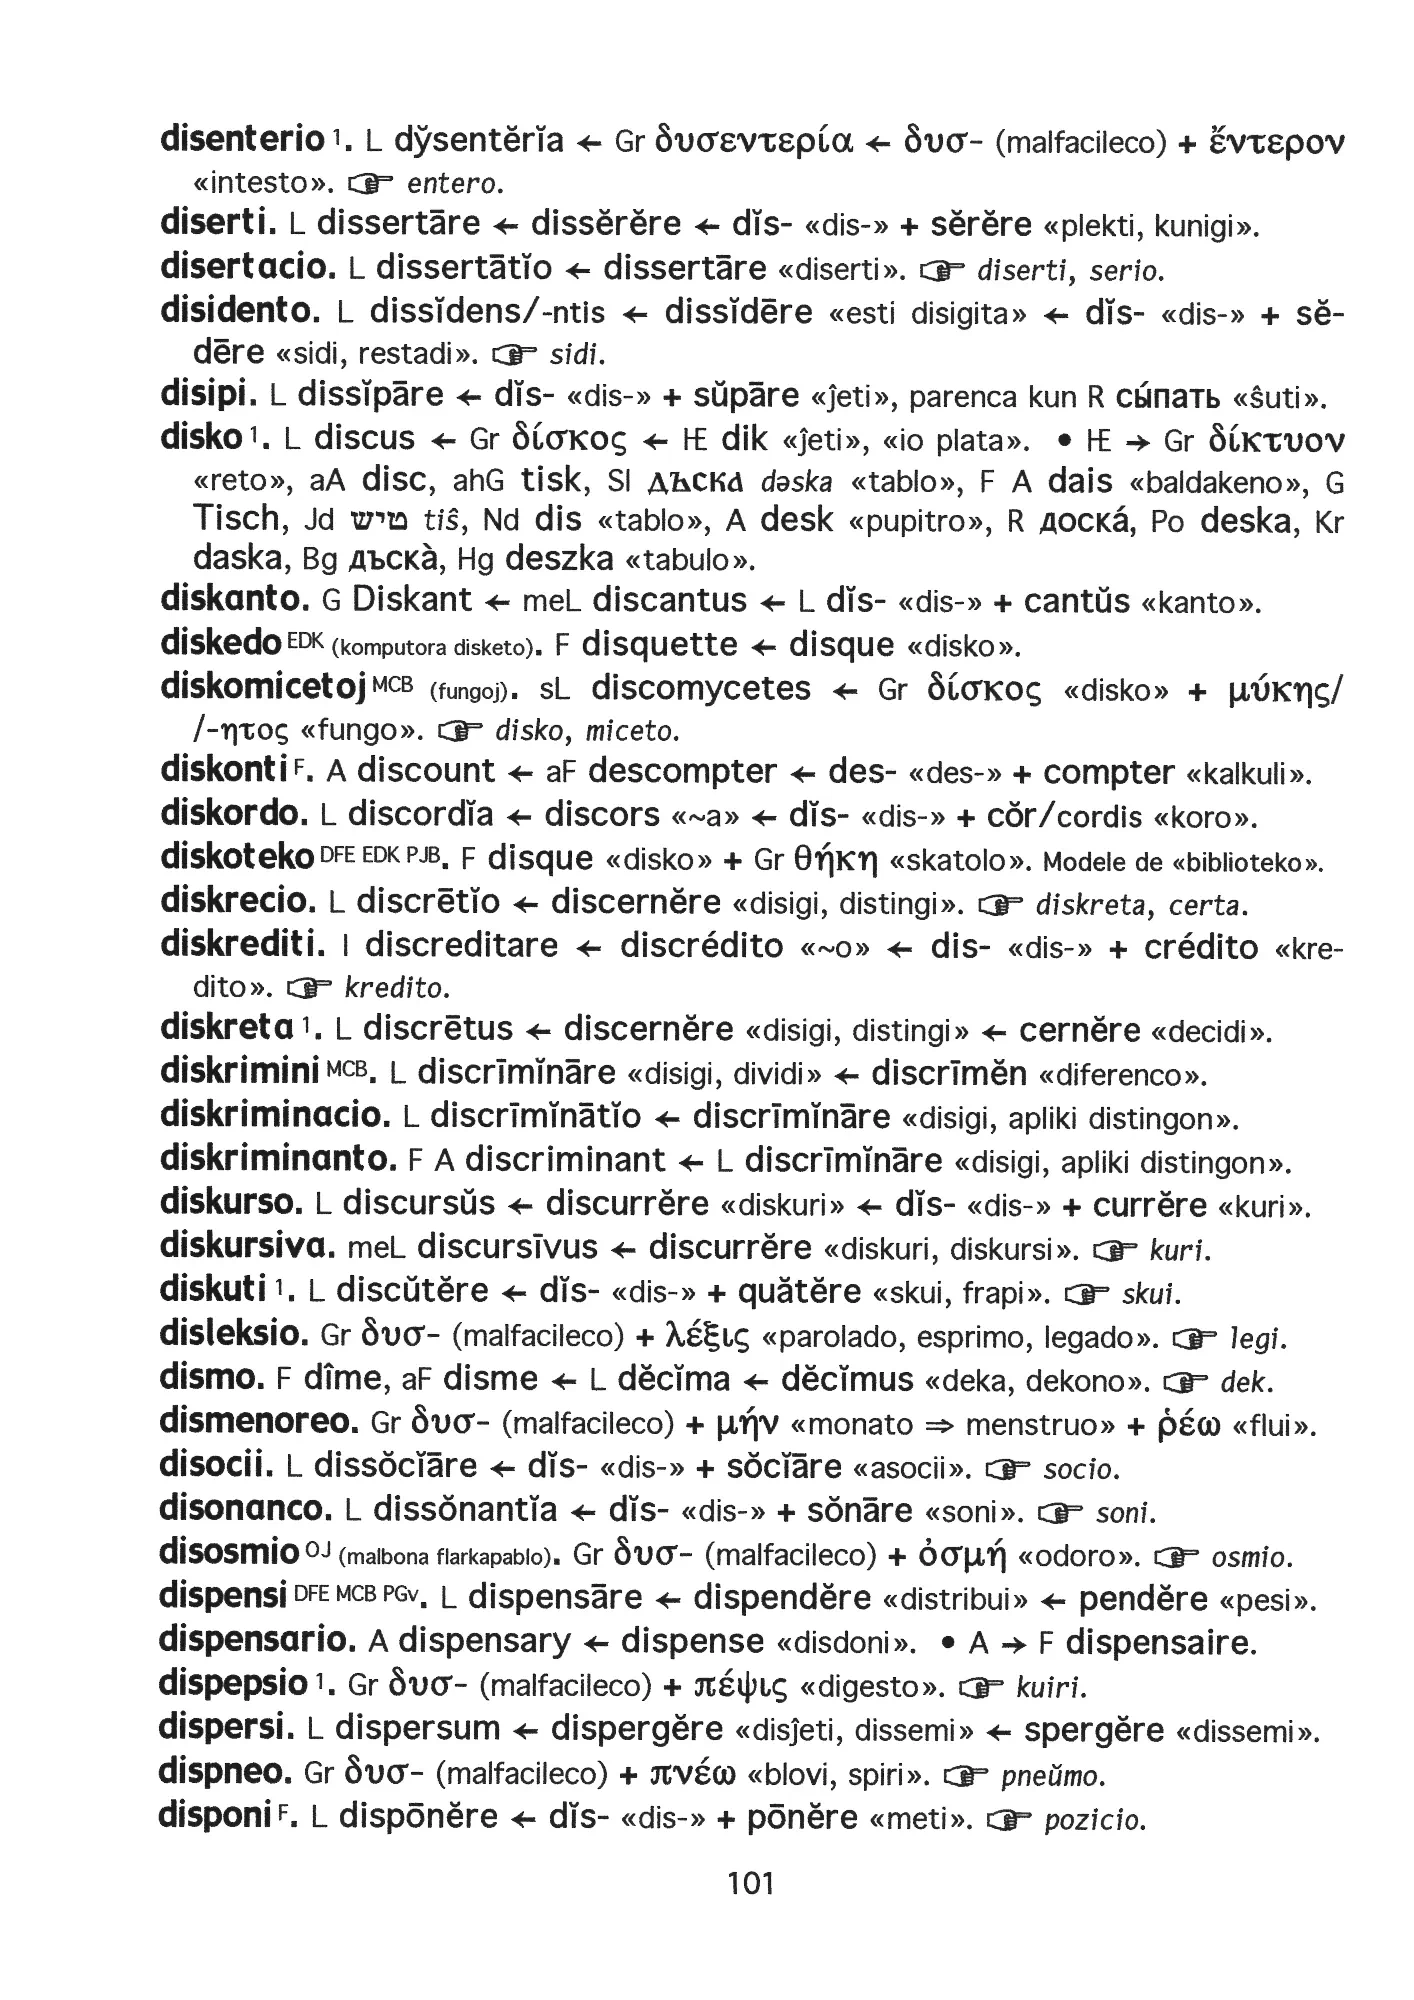 disenterio ¹. L dy̆sentĕrĭa ← Gr δυσεντερία ← δυσ- (malfacileco) + ἔντερον
«intesto». ☞ entero.
diserti. L dissertāre ← dissĕrĕre ← dĭs- «dis-» + sĕrĕre «plekti, kunigi».
disertacio. L dissertātĭo ← dissertāre «diserti». ☞ diserti, serio.
disidento. L dissĭdens/-ntis ← dissĭdēre «esti disigita» ← dĭs- «dis-» + sĕ-
dēre «sidi, restadi». ☞ sidi.
disipi. L dissĭpāre ← dĭs- «dis-» + sŭpāre «ĵeti», parenca kun R сы́пать «ŝuti».
disko ¹. L discus ← Gr δίσκος ← IE dik «ĵeti», «io plata». • IE → Gr δίκτυον
«reto», aA disc, ahG tisk, Sl дъска dəska «tablo», F A dais «baldakeno», G
Tisch, Jd טיש tiŝ, Nd dis «tablo», A desk «pupitro», R доска́, Po deska, Kr
daska, Bg дъска̀, Hg deszka «tabulo».
diskanto. G Diskant ← meL discantus ← L dĭs- «dis-» + cantŭs «kanto».
diskedo EDK (komputora disketo). F disquette ← disque «disko».
diskomicetoj MCB (fungoj). sL discomycetes ← Gr δίσκος «disko» + μύκης/
/-ητος «fungo». ☞ disko, miceto.
diskonti F. A discount ← aF descompter ← des- «des-» + compter «kalkuli».
diskordo. L discordĭa ← discors «~a» ← dĭs- «dis-» + cŏr/cordis «koro».
diskoteko DFE EDK PJB. F disque «disko» + Gr θήκη «skatolo». Modele de «biblioteko».
diskrecio. L discrētĭo ← discernĕre «disigi, distingi». ☞ diskreta, certa.
diskrediti. I discreditare ← discrédito «~o» ← dis- «dis-» + crédito «kre-
dito». ☞ kredito.
diskreta ¹. L discrētus ← discernĕre «disigi, distingi» ← cernĕre «decidi».
diskrimini MCB. L discrīmĭnāre «disigi, dividi» ← discrīmĕn «diferenco».
diskriminacio. L discrīmĭnātĭo ← discrīmĭnāre «disigi, apliki distingon».
diskriminanto. F A discriminant ← L discrīmĭnāre «disigi, apliki distingon».
diskurso. L discursŭs ← discurrĕre «diskuri» ← dĭs- «dis-» + currĕre «kuri».
diskursiva. meL discursīvus ← discurrĕre «diskuri, diskursi». ☞ kuri.
diskuti ¹. L discŭtĕre ← dĭs- «dis-» + quătĕre «skui, frapi». ☞ skui.
disleksio. Gr δυσ- (malfacileco) + λέξις «parolado, esprimo, legado». ☞ legi.
dismo. F dîme, aF disme ← L dĕcĭma ← dĕcĭmus «deka, dekono». ☞ dek.
dismenoreo. Gr δυσ- (malfacileco) + μήν «monato ⇒ menstruo» + ῥέω «flui».
disocii. L dissŏcĭāre ← dĭs- «dis-» + sŏcĭāre «asocii». ☞ socio.
disonanco. L dissŏnantĭa ← dĭs- «dis-» + sŏnāre «soni». ☞ soni.
disosmio OJ (malbona flarkapablo). Gr δυσ- (malfacileco) + ὀσμή «odoro». ☞ osmio.
dispensi DFE MCB PGv. L dispensāre ← dispendĕre «distribui» ← pendĕre «pesi».
dispensario. A dispensary ← dispense «disdoni». • A → F dispensaire.
dispepsio ¹. Gr δυσ- (malfacileco) + πέψις «digesto». ☞ kuiri.
dispersi. L dispersum ← dispergĕre «disĵeti, dissemi» ← spergĕre «dissemi».
dispneo. Gr δυσ- (malfacileco) + πνέω «blovi, spiri». ☞ pneŭmo.
disponi F. L dispōnĕre ← dĭs- «dis-» + pōnĕre «meti». ☞ pozicio.
101